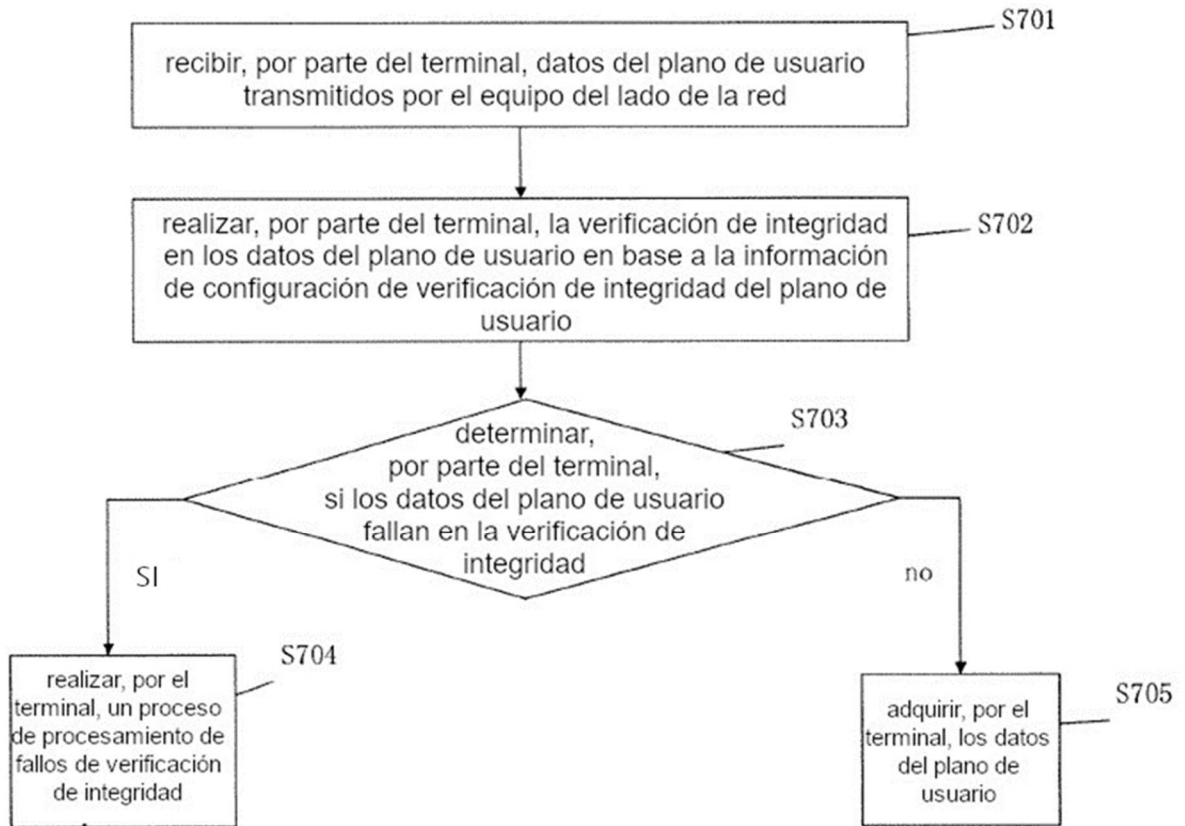 S701
recibir, por parte del terminal, datos del plano de usuario
transmitidos por el equipo del lado de la red
S702
realizar, por parte del terminal, la verificación de integridad
en los datos del plano de usuario en base a la información
de configuración de verificación de integridad del plano de
usuario
S703
determinar,
por parte del terminal,
si los datos del plano de usuario
fallan en la verificación de
integridad
SI
no
S704
realizar, por el
terminal, un proceso
de procesamiento de
fallos de verificación
de integridad
S705
adquirir, por el
terminal, los datos
del plano de
usuario